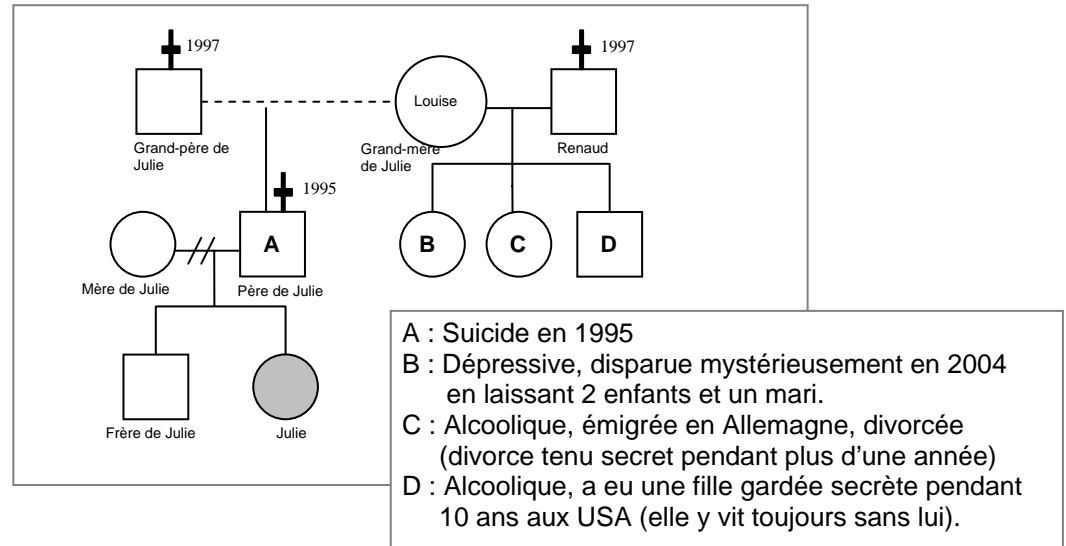 1997
1997
Louise
Grand-père de
Julie
Grand-mère
de Julie
Renaud
1995
A
B
C
D
Mère de Julie
Père de Julie
Frère de Julie
Julie
A : Suicide en 1995
B : Dépressive, disparue mystérieusement en 2004
en laissant 2 enfants et un mari.
C : Alcoolique, émigrée en Allemagne, divorcée
(divorce tenu secret pendant plus d’une année)
D : Alcoolique, a eu une fille gardée secrète pendant
10 ans aux USA (elle y vit toujours sans lui).